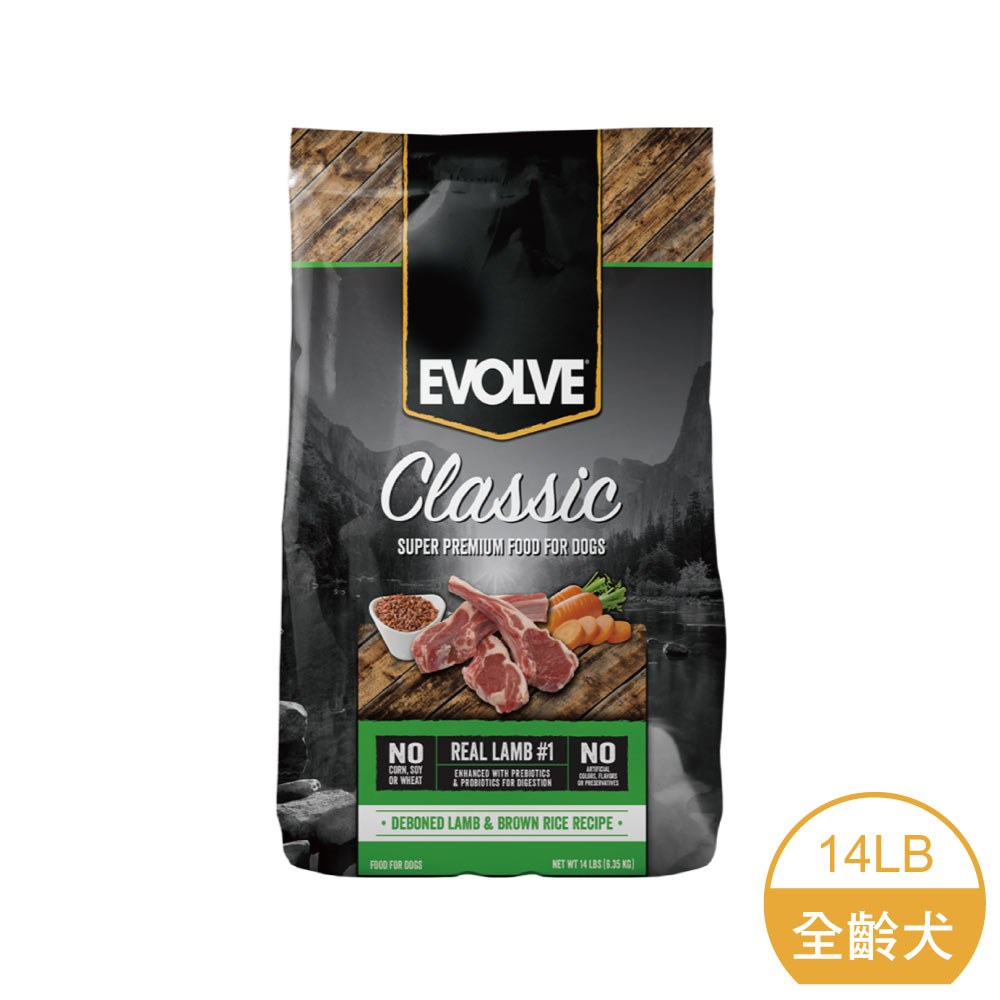 EVOLVE®
Classic
SUPER PREMIUM FOOD FOR DOGS
NO
CORN, SOY
OR WHEAT
REAL LAMB #1
ENHANCED WITH PREBIOTICS
& PROBIOTICS FOR DIGESTION
NO
ARTIFICIAL
COLORS, FLAVORS
OR PRESERVATIVES
• DEBONED LAMB & BROWN RICE RECIPE •
FOOD FOR DOGS
NET WT 14 LBS (6.35 KG)
14LB
全齡犬